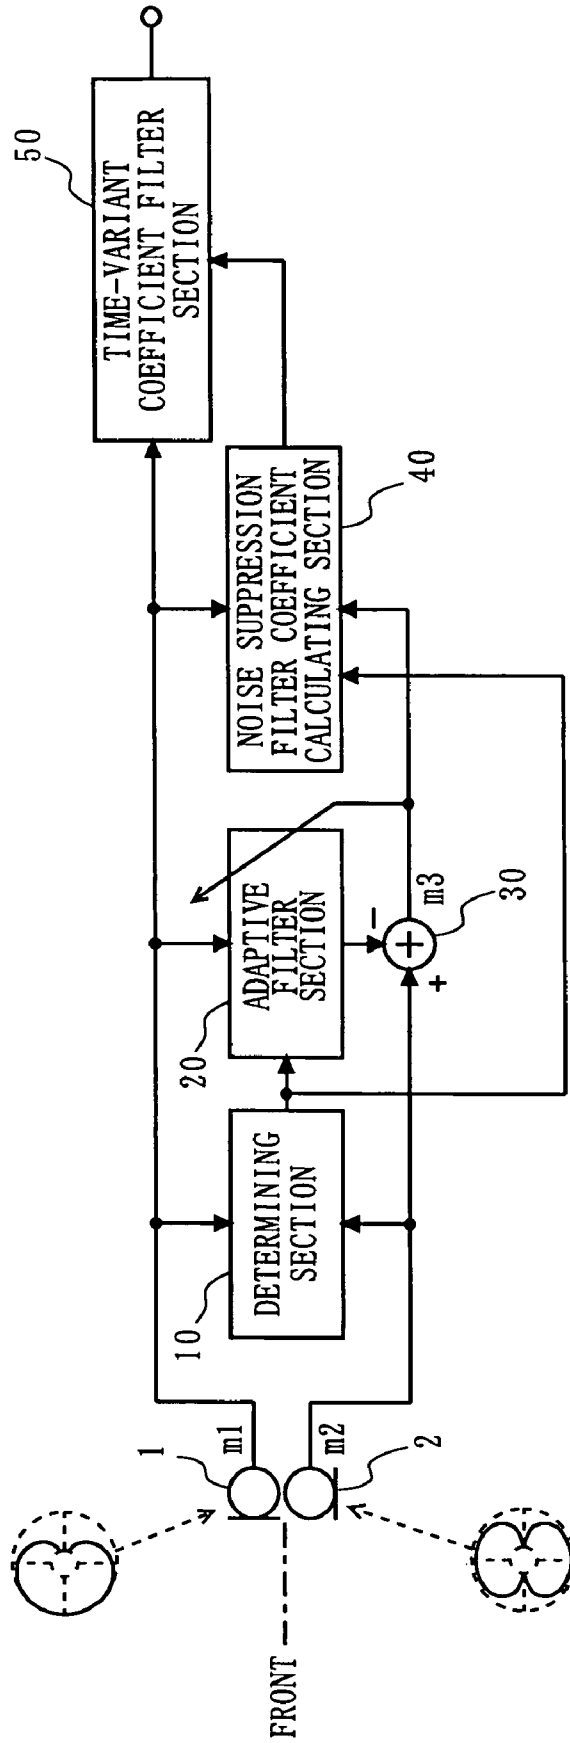 FRONT
1
m1
m2
2
10
DETERMINING
SECTION
20
ADAPTIVE
FILTER
SECTION
−
+
+
m3
30
NOISE SUPPRESSION
FILTER COEFFICIENT
CALCULATING SECTION
40
50
TIME-VARIANT
COEFFICIENT FILTER
SECTION